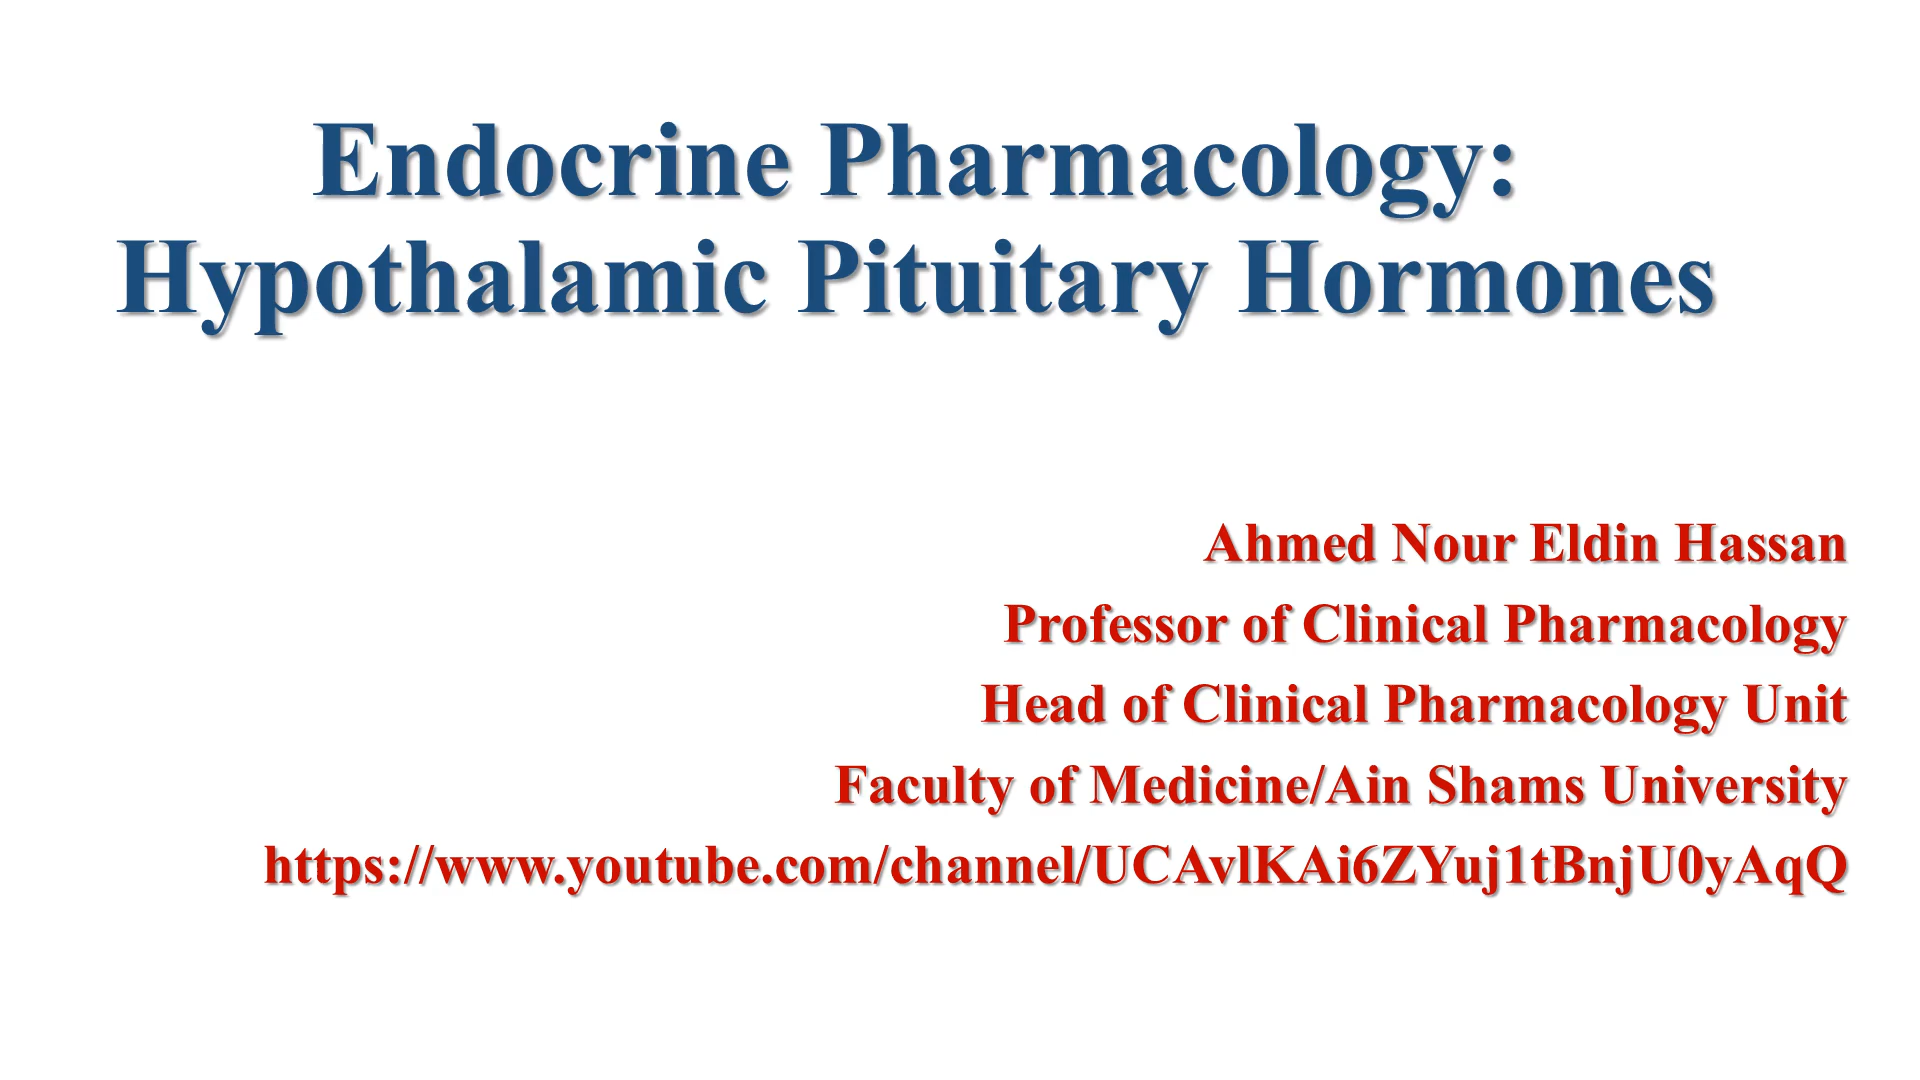 Endocrine Pharmacology:
Hypothalamic Pituitary Hormones
Ahmed Nour Eldin Hassan
Professor of Clinical Pharmacology
Head of Clinical Pharmacology Unit
Faculty of Medicine/Ain Shams University
https://www.youtube.com/channel/UCAvlKAi6ZYuj1tBnjU0yAqQ